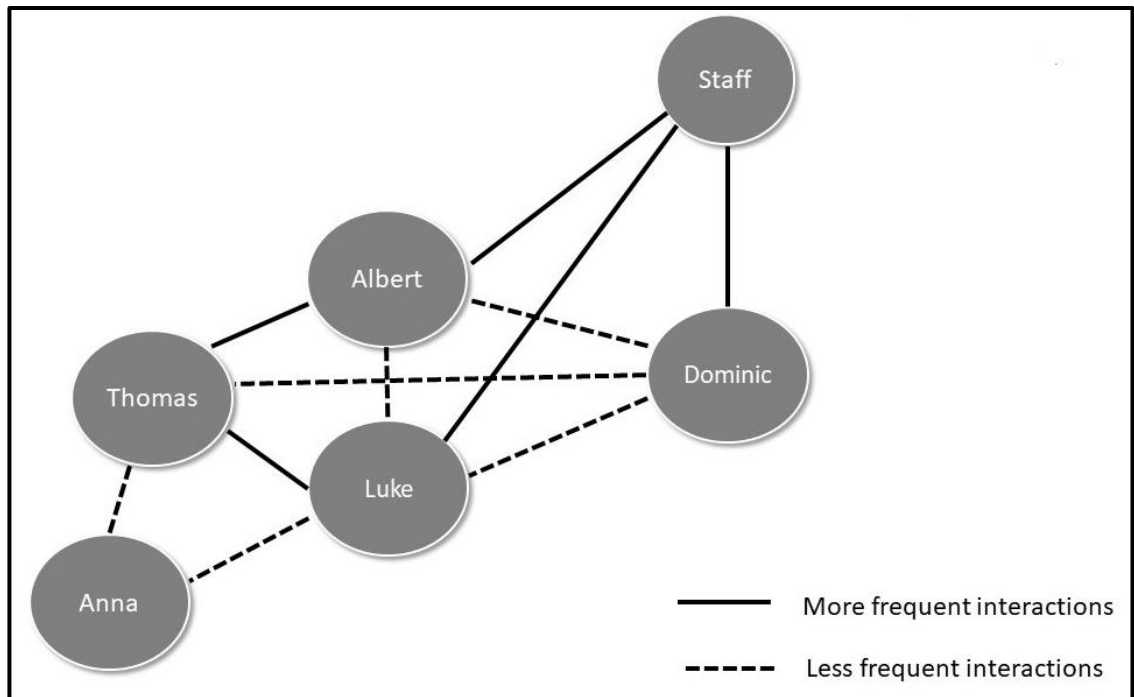 Staff
Albert
Dominic
Thomas
Luke
Anna
More frequent interactions
Less frequent interactions